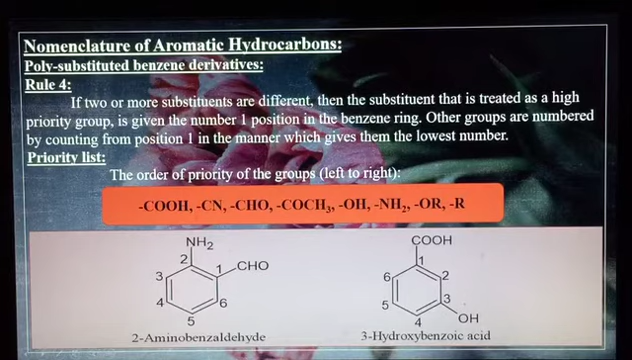 Nomenclature of Aromatic Hydrocarbons:
Poly-substituted benzene derivatives:
Rule 4:
If two or more substituents are different, then the substituent that is treated as a high
priority group, is given the number 1 position in the benzene ring. Other groups are numbered
by counting from position 1 in the manner which gives them the lowest number.
Priority list:
The order of priority of the groups (left to right):
-COOH, -CN, -CHO, -COCH₃, -OH, -NH₂, -OR, -R
NH₂
2
1
CHO
3
4
6
5
2-Aminobenzaldehyde
COOH
1
6
2
5
3
4
OH
3-Hydroxybenzoic acid